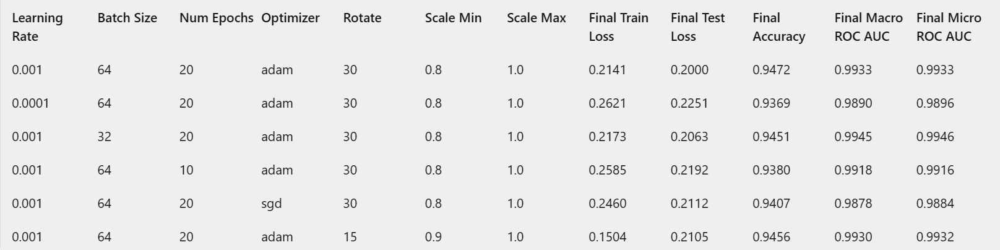 Learning Rate Batch Size Num Epochs Optimizer Rotate Scale Min Scale Max Final Train Loss Final Test Loss Final Accuracy Final Macro ROC AUC Final Micro ROC AUC
0.001 64 20 adam 30 0.8 1.0 0.2141 0.2000 0.9472 0.9933 0.9933
0.0001 64 20 adam 30 0.8 1.0 0.2621 0.2251 0.9369 0.9890 0.9896
0.001 32 20 adam 30 0.8 1.0 0.2173 0.2063 0.9451 0.9945 0.9946
0.001 64 10 adam 30 0.8 1.0 0.2585 0.2192 0.9380 0.9918 0.9916
0.001 64 20 sgd 30 0.8 1.0 0.2460 0.2112 0.9407 0.9878 0.9884
0.001 64 20 adam 15 0.9 1.0 0.1504 0.2105 0.9456 0.9930 0.9932